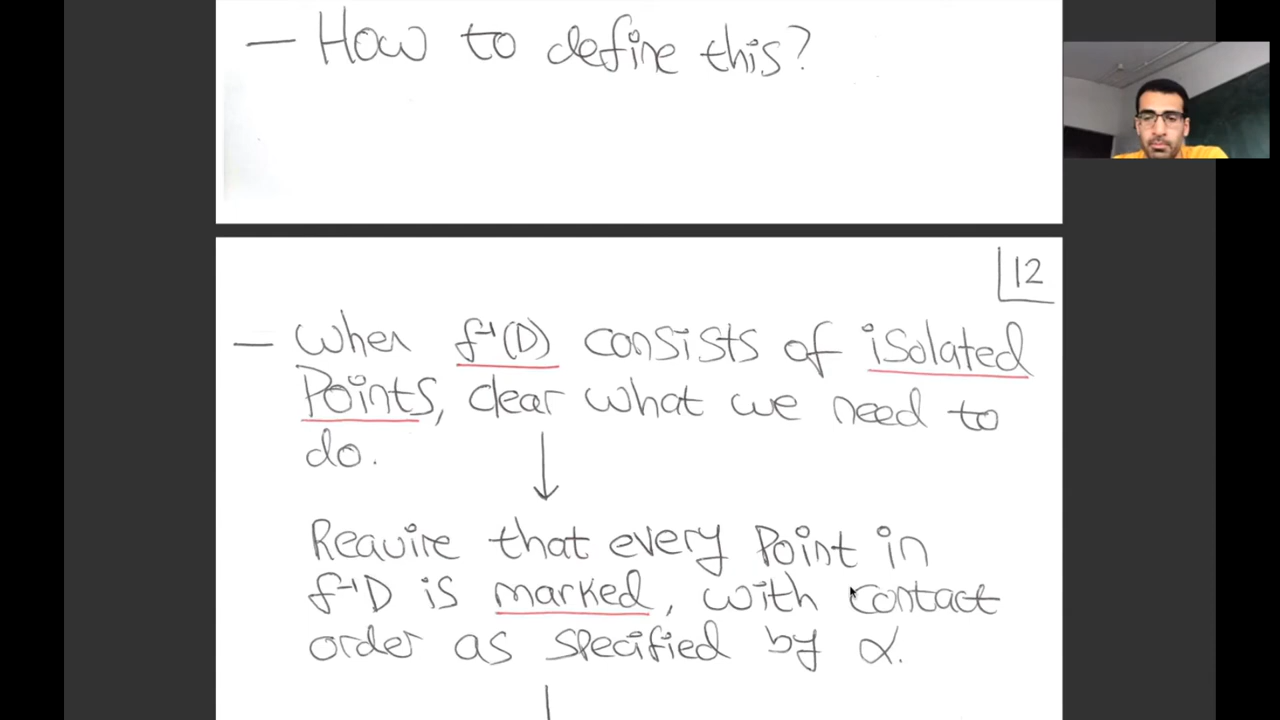 — How to define this?
12
— When f⁻¹(D) consists of isolated
Points, clear what we need to
do.
Require that every Point in
f⁻¹D is marked, with contact
order as specified by α.